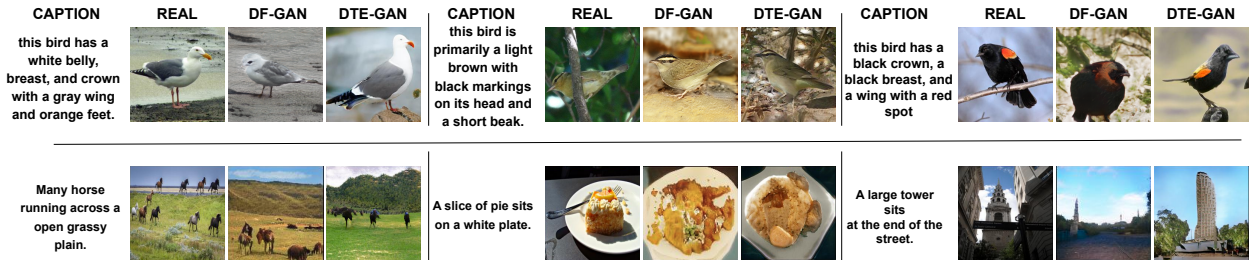 CAPTION REAL DF-GAN DTE-GAN CAPTION REAL DF-GAN DTE-GAN CAPTION REAL DF-GAN DTE-GAN
this bird has a
white belly,
breast, and crown
with a gray wing
and orange feet.
this bird is
primarily a light
brown with
black markings
on its head and
a short beak.
this bird has a
black crown, a
black breast, and
a wing with a red
spot
Many horse
running across a
open grassy
plain.
A slice of pie sits
on a white plate.
A large tower
sits
at the end of the
street.